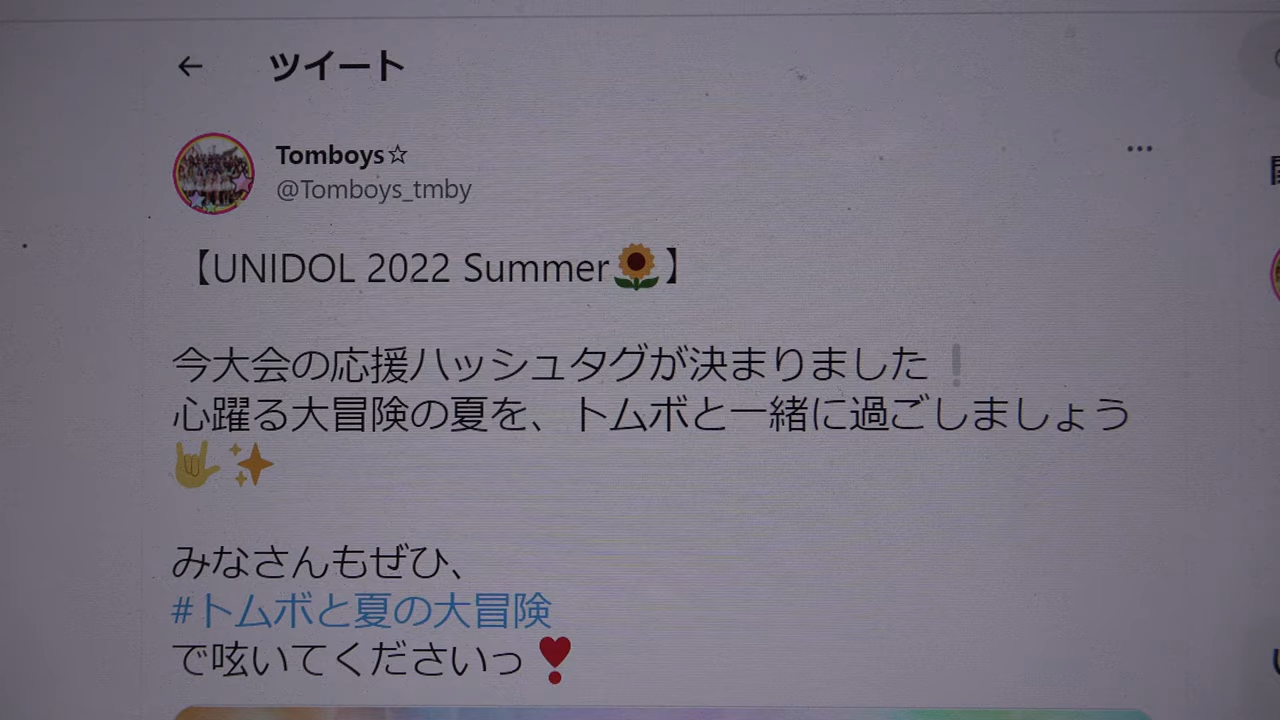 ← ツイート
Tomboys☆
@Tomboys_tmby
【UNIDOL 2022 Summer🌻】
今大会の応援ハッシュタグが決まりました❕
心躍る大冒険の夏を、トムボと一緒に過ごしましょう
🤟✨
みなさんもぜひ、
#トムボと夏の大冒険
で呟いてくださいっ❣